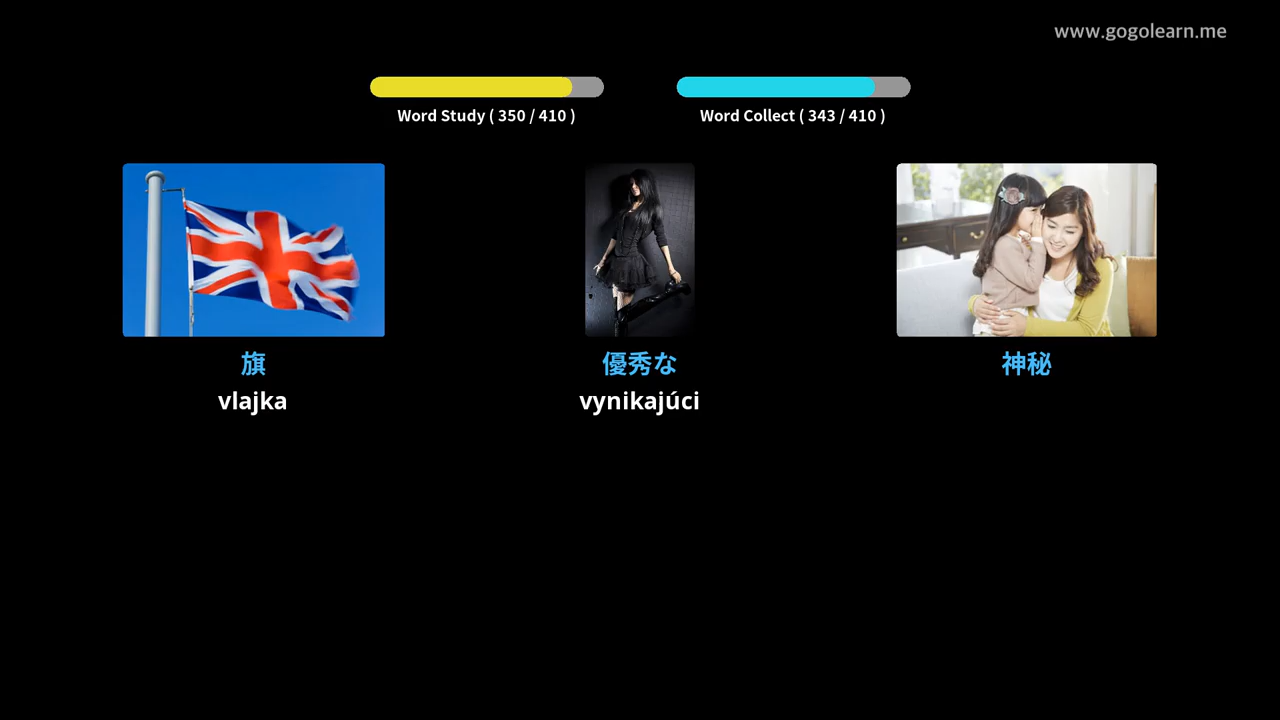 www.gogolearn.me
Word Study ( 350 / 410 )
Word Collect ( 343 / 410 )
旗
vlajka
優秀な
vynikajúci
神秘